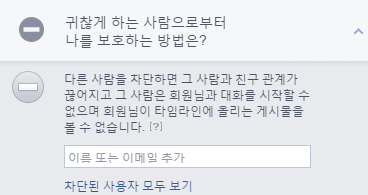 귀찮게 하는 사람으로부터
나를 보호하는 방법은?
다른 사람을 차단하면 그 사람과 친구 관계가
끊어지고 그 사람은 회원님과 대화를 시작할 수
없으며 회원님이 타임라인에 올리는 게시물을
볼 수 없습니다. [?]
이름 또는 이메일 추가
차단된 사용자 모두 보기